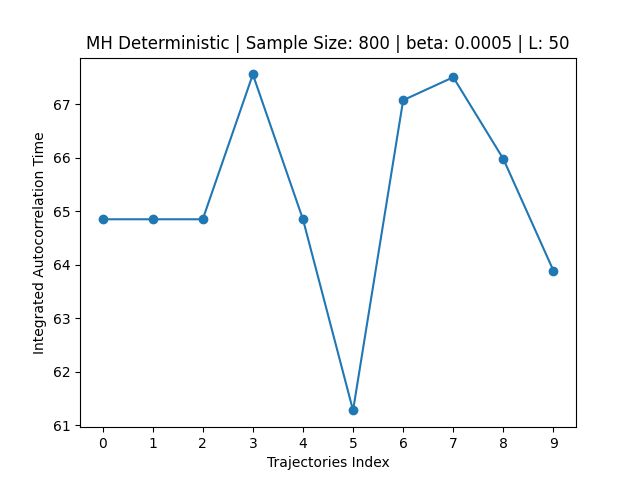 MH Deterministic | Sample Size: 800 | beta: 0.0005 | L: 50
Integrated Autocorrelation Time
67
66
65
64
63
62
61
0 1 2 3 4 5 6 7 8 9
Trajectories Index